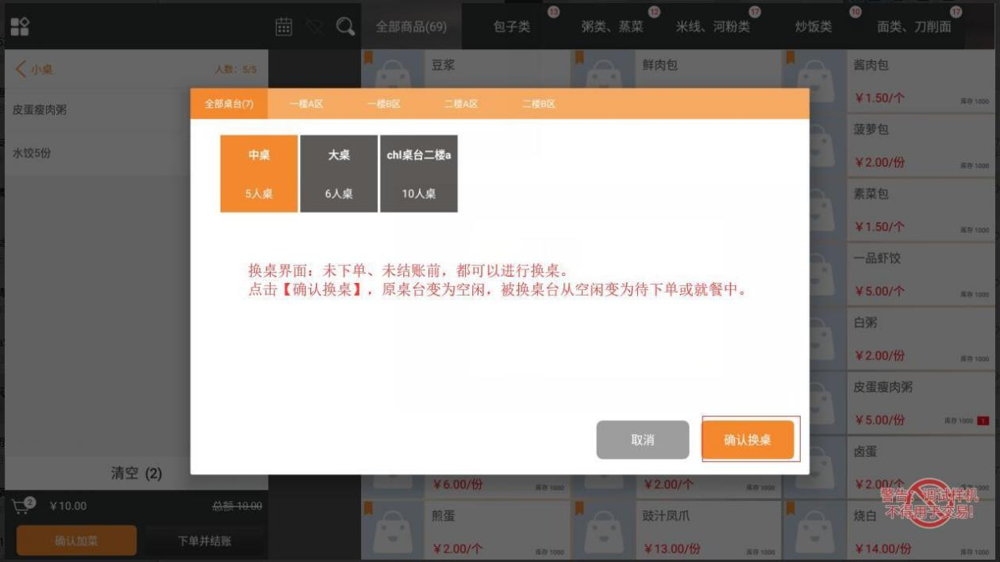 全部商品(69)
包子类
13
粥类、蒸菜
12
米线、河粉类
17
炒饭类
10
面类、刀削面
17
小桌
人数：5/5
皮蛋瘦肉粥
水饺5份
清空 (2)
2
￥10.00
总额 10.00
确认加菜
下单并结账
全部桌台(7)
一楼A区
一楼B区
二楼A区
二楼B区
中桌
5人桌
大桌
6人桌
chl桌台二楼a
10人桌
换桌界面：未下单、未结账前，都可以进行换桌。
点击【确认换桌】，原桌台变为空闲，被换桌台从空闲变为待下单或就餐中。
取消
确认换桌
豆浆
鲜肉包
酱肉包
￥1.50/个
库存 1000
菠萝包
￥2.00/份
库存 1000
素菜包
￥1.50/个
库存 1000
一品虾饺
￥5.00/个
库存 1000
白粥
￥2.00/份
库存 1000
皮蛋瘦肉粥
￥5.00/份
库存 1000
1
￥6.00/份
库存 1000
￥2.00/个
库存 1000
卤蛋
￥2.00/个
库存 1000
煎蛋
￥2.00/个
库存 1000
豉汁凤爪
￥13.00/份
库存 1000
烧白
￥14.00/份
库存 1000
警告：调试样机
不得用于交易!